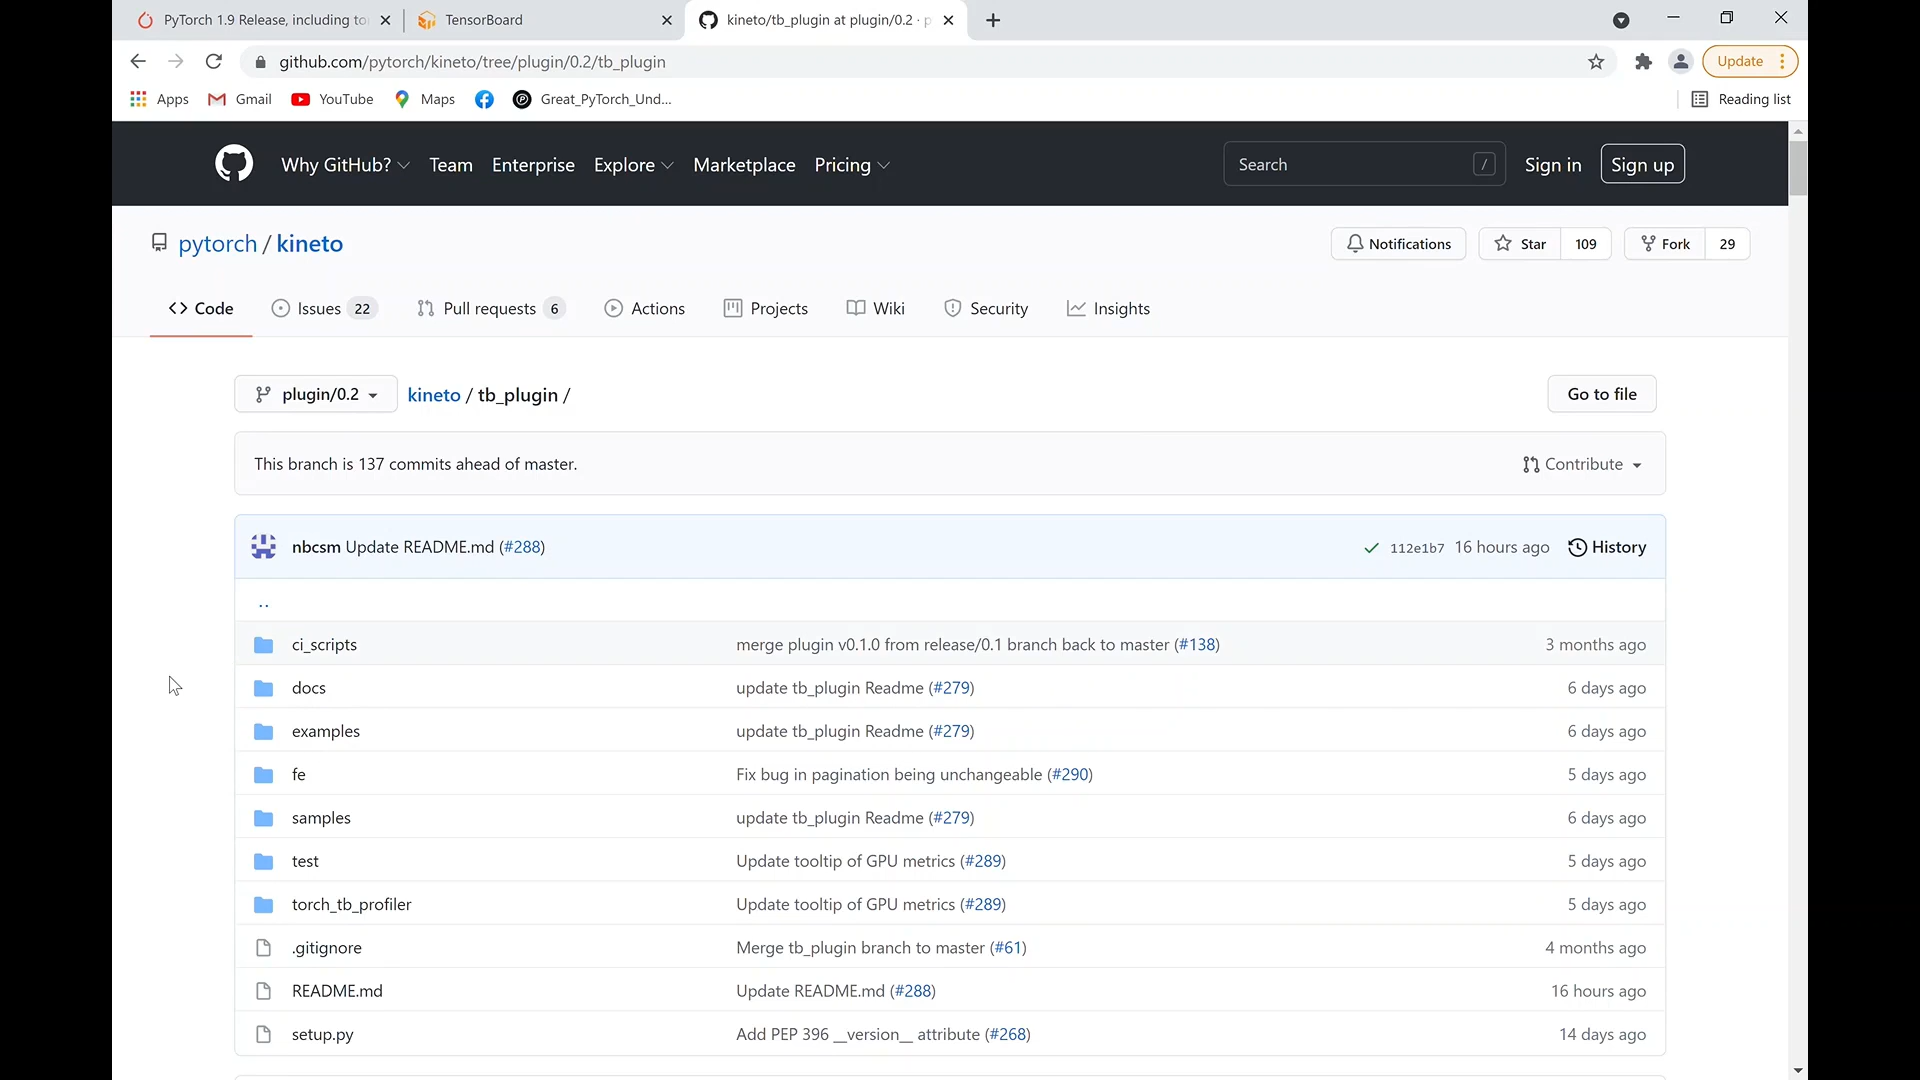 PyTorch 1.9 Release, including to
TensorBoard
kineto/tb_plugin at plugin/0.2 · p
github.com/pytorch/kineto/tree/plugin/0.2/tb_plugin
Update
Apps
Gmail
YouTube
Maps
Great_PyTorch_Und...
Reading list
Why GitHub?
Team
Enterprise
Explore
Marketplace
Pricing
Search
/
Sign in
Sign up
pytorch / kineto
Notifications
Star 109
Fork 29
Code
Issues 22
Pull requests 6
Actions
Projects
Wiki
Security
Insights
plugin/0.2
kineto / tb_plugin /
Go to file
This branch is 137 commits ahead of master.
Contribute
nbcsm Update README.md (#288)
112e1b7 16 hours ago
History
..
ci_scripts merge plugin v0.1.0 from release/0.1 branch back to master (#138) 3 months ago
docs update tb_plugin Readme (#279) 6 days ago
examples update tb_plugin Readme (#279) 6 days ago
fe Fix bug in pagination being unchangeable (#290) 5 days ago
samples update tb_plugin Readme (#279) 6 days ago
test Update tooltip of GPU metrics (#289) 5 days ago
torch_tb_profiler Update tooltip of GPU metrics (#289) 5 days ago
.gitignore Merge tb_plugin branch to master (#61) 4 months ago
README.md Update README.md (#288) 16 hours ago
setup.py Add PEP 396 __version__ attribute (#268) 14 days ago